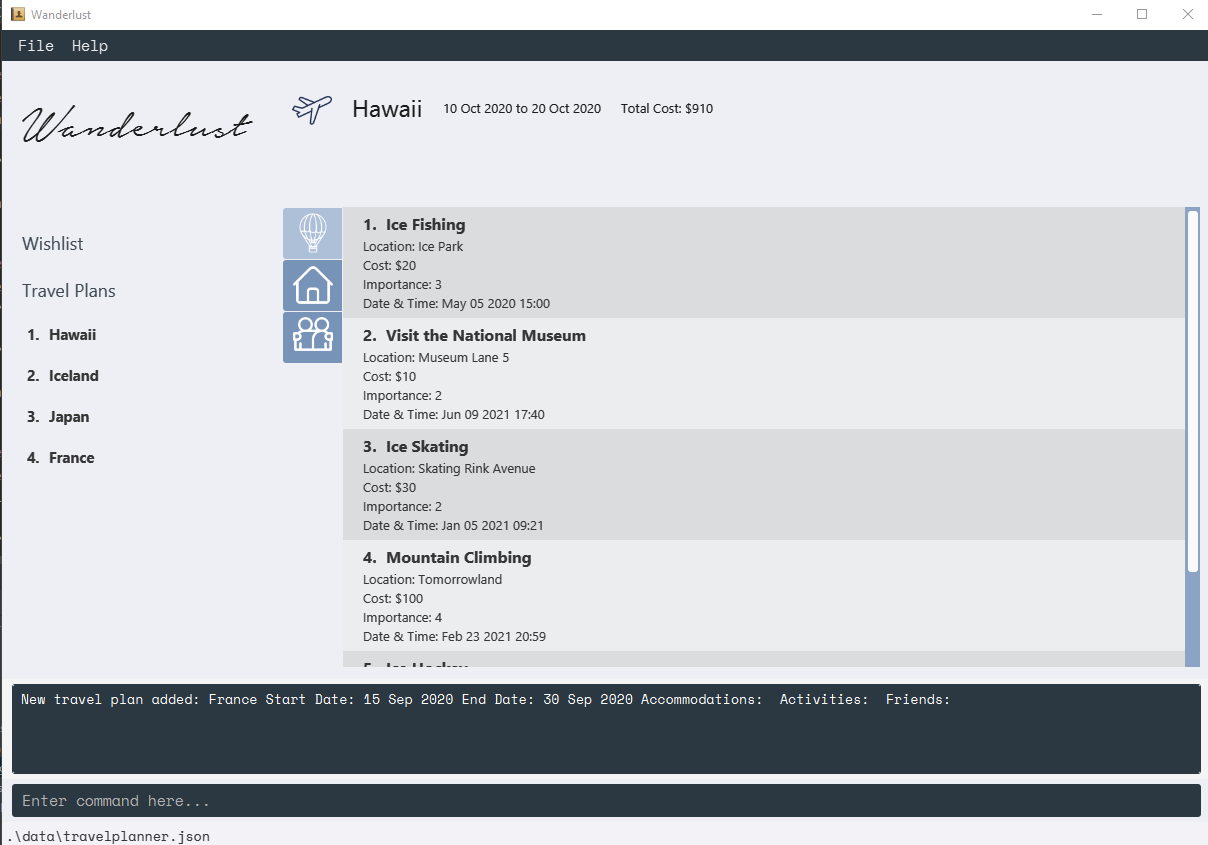 Wanderlust
File Help
Wanderlust
Hawaii 10 Oct 2020 to 20 Oct 2020 Total Cost: $910
Wishlist
Travel Plans
1. Hawaii
2. Iceland
3. Japan
4. France
1. Ice Fishing
Location: Ice Park
Cost: $20
Importance: 3
Date & Time: May 05 2020 15:00
2. Visit the National Museum
Location: Museum Lane 5
Cost: $10
Importance: 2
Date & Time: Jun 09 2021 17:40
3. Ice Skating
Location: Skating Rink Avenue
Cost: $30
Importance: 2
Date & Time: Jan 05 2021 09:21
4. Mountain Climbing
Location: Tomorrowland
Cost: $100
Importance: 4
Date & Time: Feb 23 2021 20:59
5. Ice Hockey
New travel plan added: France Start Date: 15 Sep 2020 End Date: 30 Sep 2020 Accommodations: Activities: Friends:
Enter command here...
.\data\travelplanner.json